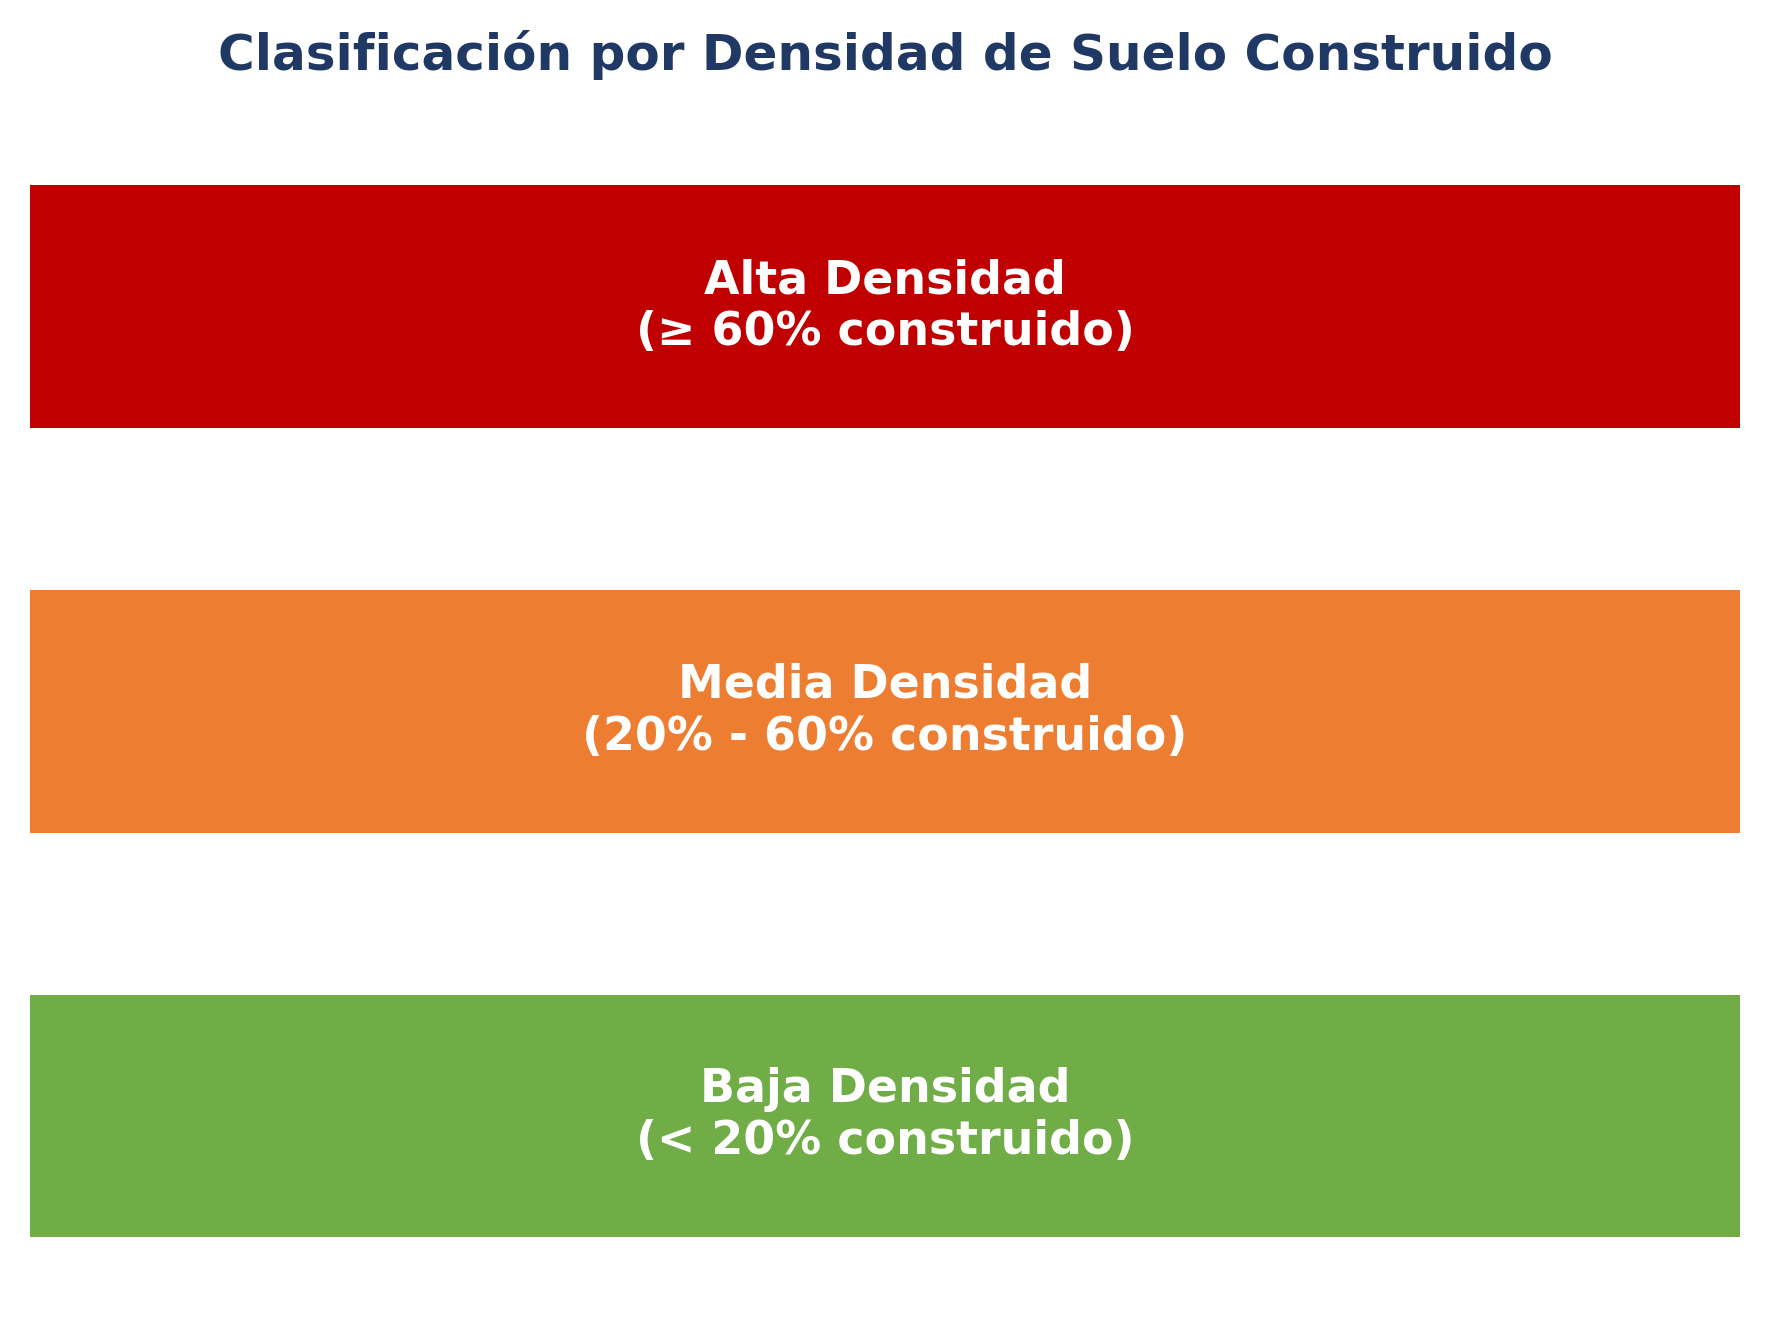 Clasificación por Densidad de Suelo Construido
Alta Densidad
(≥ 60% construido)
Media Densidad
(20% - 60% construido)
Baja Densidad
(< 20% construido)